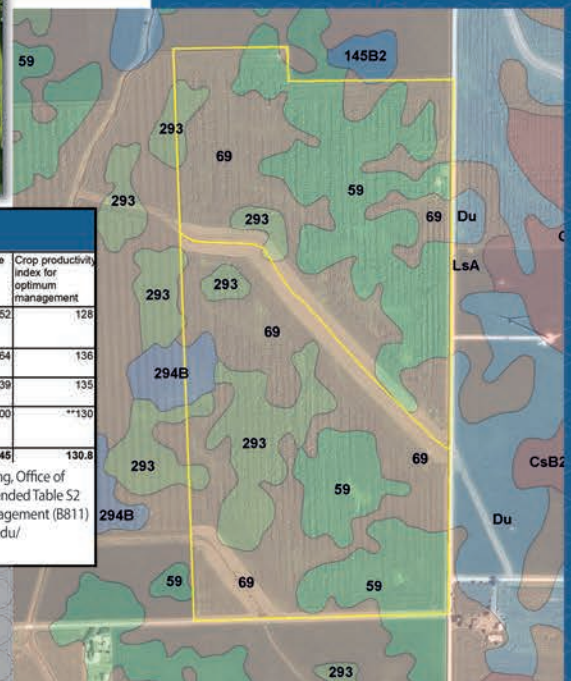 e
Crop productivity
index for
optimum
management
52
128
64
136
39
135
00
**130
45
130.8
ng, Office of
ended Table S2
agement (B811)
du/
59
145B2
293
69
59
293
293
69
Du
LsA
293
293
69
294B
293
69
CsB2
293
59
294B
Du
59
69
59
293